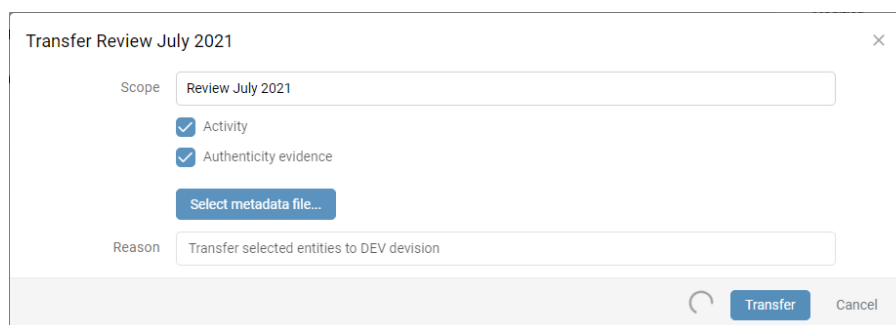 Transfer Review July 2021
Scope
Review July 2021
Activity
Authenticity evidence
Select metadata file...
Reason
Transfer selected entities to DEV devision
Transfer
Cancel